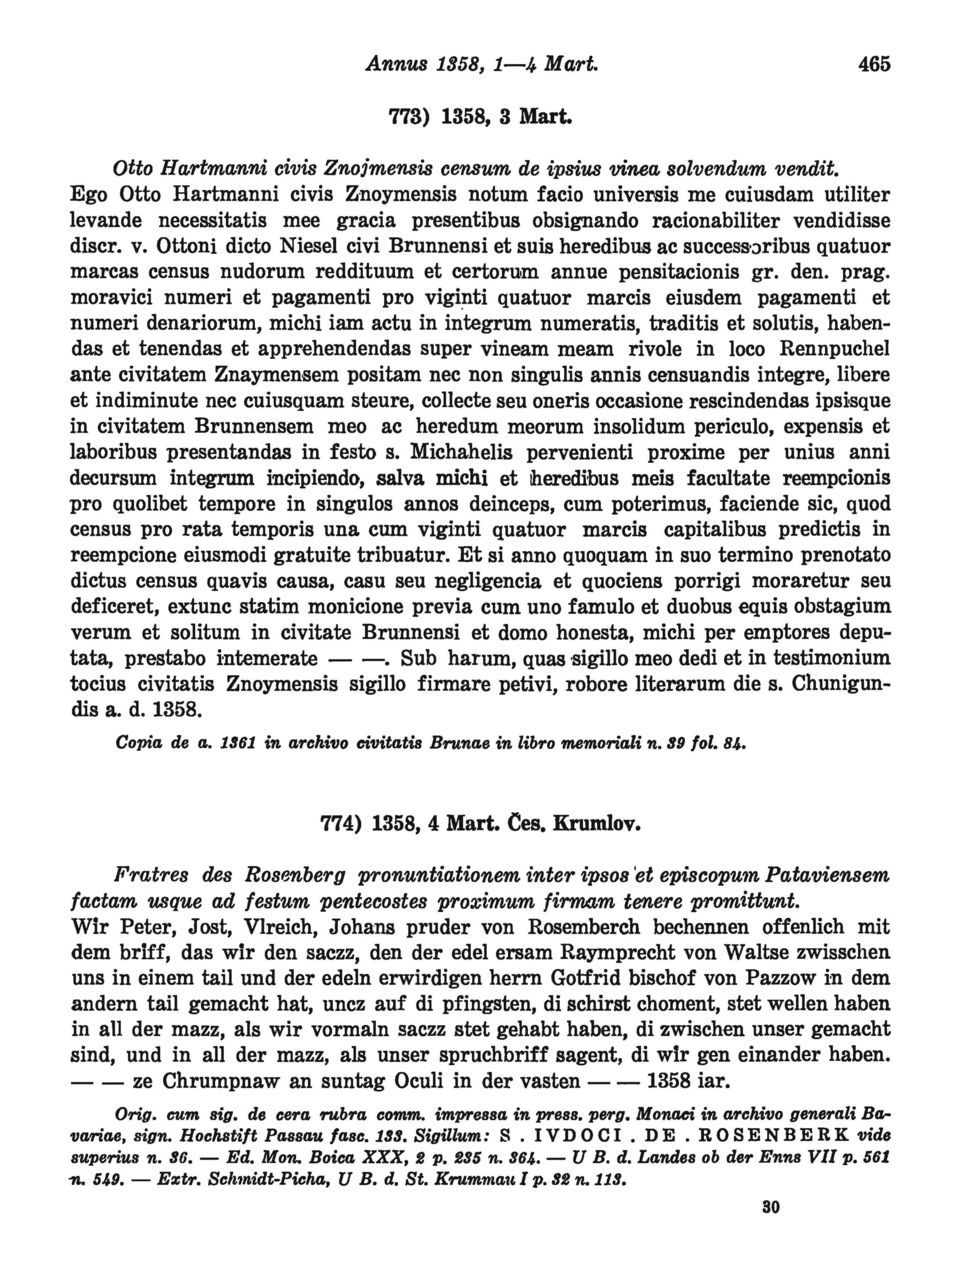 Annus 1358, 1—4 Mart. 465
773) 1358, 3 Mart.
Otto Hartmanni civis Znojmensis censum de ipsius vinea solvendum vendit.
Ego Otto Hartmanni civis Znoymensis notum facio universis me cuiusdam utiliter
levande necessitatis mee gracia presentibus obsignando racionabiliter vendidisse
discr. v. Ottoni dicto Niesel civi Brunnensi et suis heredibus ac successoribus quatuor
marcas census nudorum reddituum et certorum annue pensitacionis gr. den. prag.
moravici numeri et pagamenti pro viginti quatuor marcis eiusdem pagamenti et
numeri denariorum, michi iam actu in integrum numeratis, traditis et solutis, haben-
das et tenendas et apprehendendas super vineam meam rivole in loco Rennpuchel
ante civitatem Znaymensem positam nec non singulis annis censuandis integre, libere
et indiminute nec cuiusquam steure, collecte seu oneris occasione rescindendas ipsisque
in civitatem Brunnensem meo ac heredum meorum insolidum periculo, expensis et
laboribus presentandas in festo s. Michahelis pervenienti proxime per unius anni
decursum integrum incipiendo, salva michi et heredibus meis facultate reempcionis
pro quolibet tempore in singulos annos deinceps, cum poterimus, faciende sic, quod
census pro rata temporis una cum viginti quatuor marcis capitalibus predictis in
reempcione eiusmodi gratuite tribuatur. Et si anno quoquam in suo termino prenotato
dictus census quavis causa, casu seu negligencia et quociens porrigi moraretur seu
deficeret, extunc statim monicione previa cum uno famulo et duobus equis obstagium
verum et solitum in civitate Brunnensi et domo honesta, michi per emptores depu-
tata, prestabo intemerate — —. Sub harum, quas sigillo meo dedi et in testimonium
tocius civitatis Znoymensis sigillo firmare petivi, robore literarum die s. Chunigun-
dis a. d. 1358.
Copia de a. 1361 in archivo civitatis Brunae in libro memoriali n. 39 fol. 84.
774) 1358, 4 Mart. Čes. Krumlov.
Fratres des Rosenberg pronuntiationem inter ipsos et episcopum Pataviensem
factam usque ad festum pentecostes proximum firmam tenere promittunt.
Wir Peter, Jost, Vlreich, Johans pruder von Rosemberch bechennen offenlich mit
dem briff, das wir den saczz, den der edel ersam Raymprecht von Waltse zwisschen
uns in einem tail und der edeln erwirdigen herrn Gotfrid bischof von Pazzow in dem
andern tail gemacht hat, uncz auf di pfingsten, di schirst choment, stet wellen haben
in all der mazz, als wir vormaln saczz stet gehabt haben, di zwischen unser gemacht
sind, und in all der mazz, als unser spruchbriff sagent, di wir gen einander haben.
— — ze Chrumpnaw an suntag Oculi in der vasten — — 1358 iar.
Orig. cum sig. de cera rubra comm. impressa in press. perg. Monaci in archivo generali Ba-
variae, sign. Hochstift Passau fasc. 133. Sigillum: S . IVDOCI . DE . ROSENBERK vide
superius n. 36. — Ed. Mon. Boica XXX, 2 p. 235 n. 364. — U B. d. Landes ob der Enns VII p. 561
n. 549. — Extr. Schmidt-Picha, U B. d. St. Krummau I p. 32 n. 113.
30